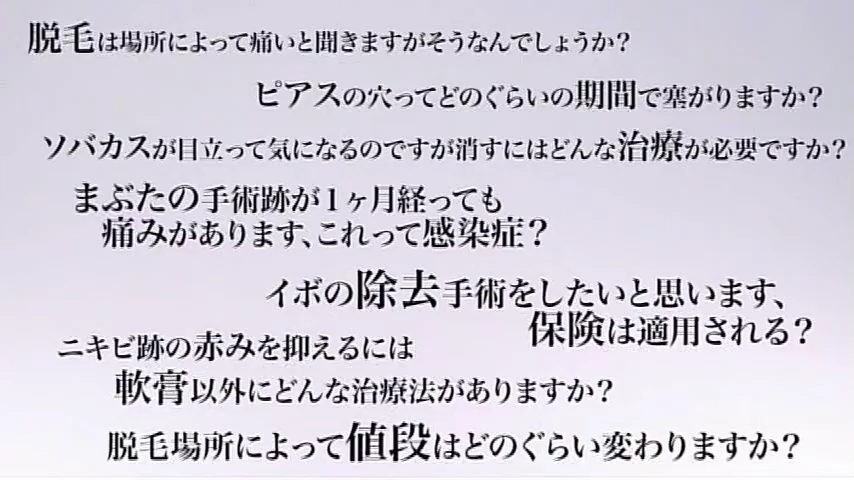 脱毛は場所によって痛いと聞きますがそうなんでしょうか？
ピアスの穴ってどのぐらいの期間で塞がりますか？
ソバカスが目立って気になるのですが消すにはどんな治療が必要ですか？
まぶたの手術跡が１ヶ月経っても
痛みがあります、これって感染症？
イボの除去手術をしたいと思います、
保険は適用される？
ニキビ跡の赤みを抑えるには
軟膏以外にどんな治療法がありますか？
脱毛場所によって値段はどのぐらい変わりますか？